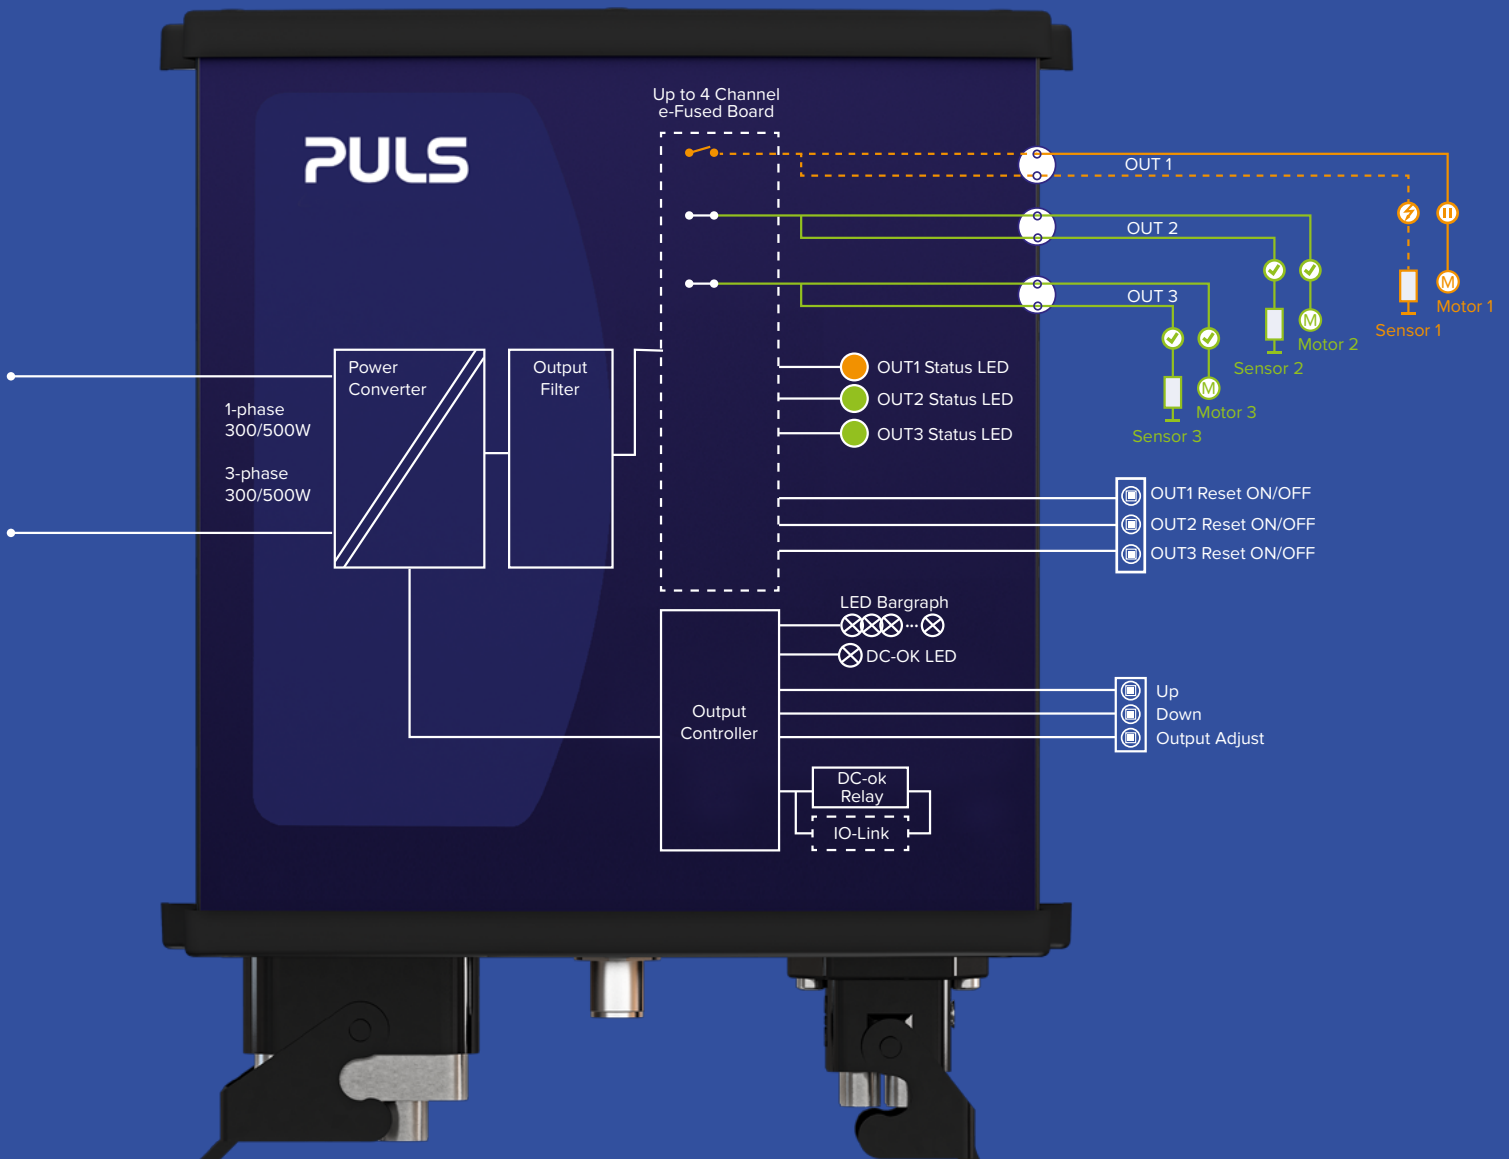 Up to 4 Channel
e-Fused Board
PULS
OUT 1
OUT 2
OUT 3
Motor 1
Sensor 1
Motor 2
Sensor 2
Motor 3
Sensor 3
M
M
M
Power
Converter
Output
Filter
1-phase
300/500W
3-phase
300/500W
OUT1 Status LED
OUT2 Status LED
OUT3 Status LED
OUT1 Reset ON/OFF
OUT2 Reset ON/OFF
OUT3 Reset ON/OFF
LED Bargraph
...
DC-OK LED
Output
Controller
Up
Down
Output Adjust
DC-ok
Relay
IO-Link